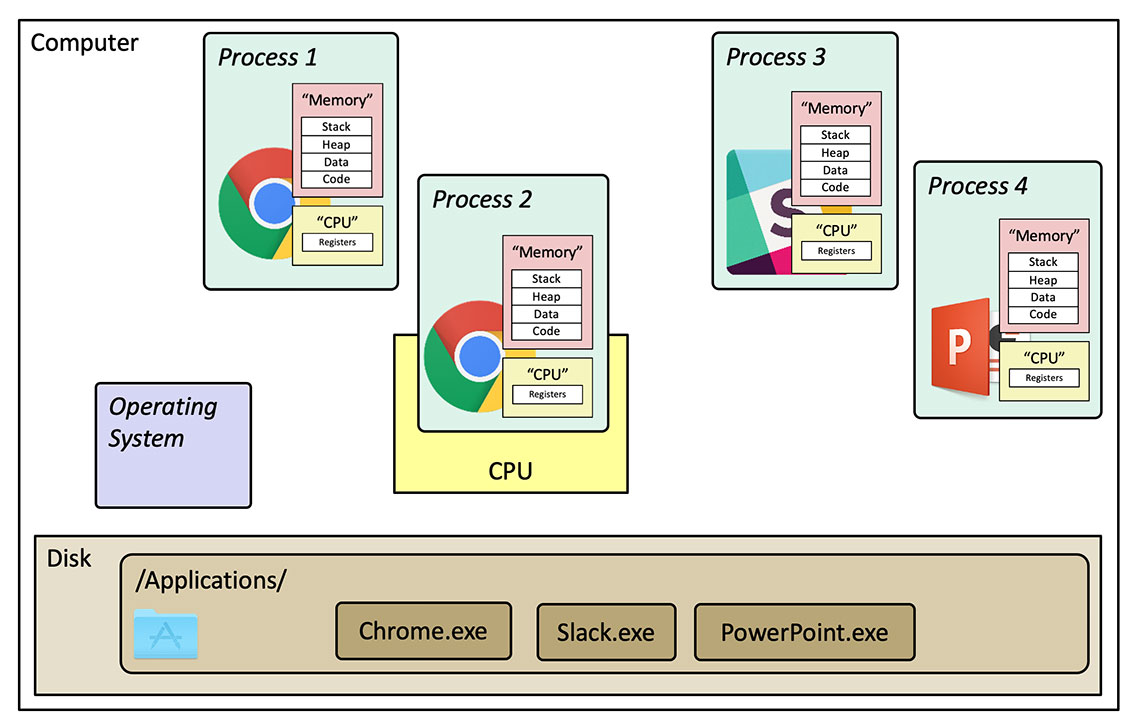 Computer
Process 1
“Memory”
Stack
Heap
Data
Code
“CPU”
Registers
Process 2
“Memory”
Stack
Heap
Data
Code
“CPU”
Registers
Process 3
“Memory”
Stack
Heap
Data
Code
“CPU”
Registers
S
Process 4
“Memory”
Stack
Heap
Data
Code
“CPU”
Registers
P
Operating
System
CPU
Disk
/Applications/
Chrome.exe
Slack.exe
PowerPoint.exe